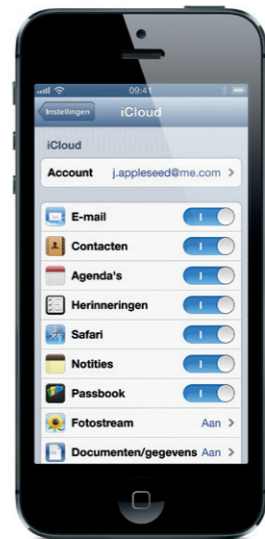 09:41
Instellingen iCloud
iCloud
Account j.appleseed@me.com
E-mail
Contacten
Agenda's
Herinneringen
Safari
Notities
Passbook
Fotostream Aan
Documenten/gegevens Aan